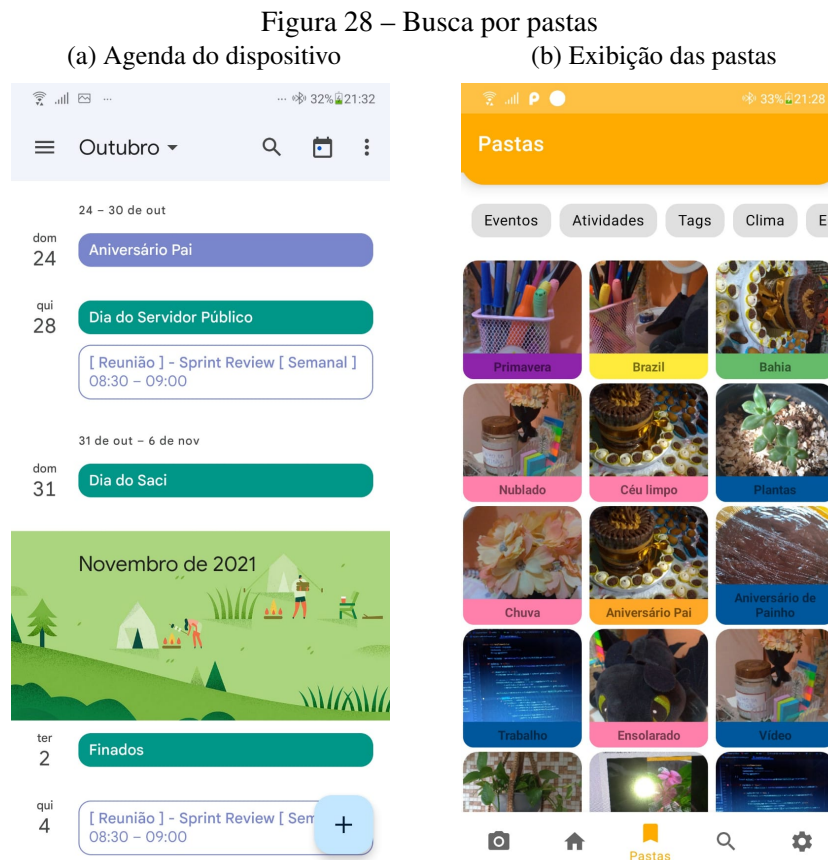 Figura 28 – Busca por pastas
(a) Agenda do dispositivo
(b) Exibição das pastas
32% 21:32
Outubro
24 – 30 de out
dom
24
Aniversário Pai
qui
28
Dia do Servidor Público
[ Reunião ] - Sprint Review [ Semanal ]
08:30 – 09:00
31 de out – 6 de nov
dom
31
Dia do Saci
Novembro de 2021
ter
2
Finados
qui
4
[ Reunião ] - Sprint Review [ Sem
08:30 – 09:00
33% 21:28
Pastas
Eventos Atividades Tags Clima E
Primavera Brazil Bahia
Nublado Céu limpo Plantas
Chuva Aniversário Pai Aniversário de
Painho
Trabalho Ensolarado Vídeo
Pastas